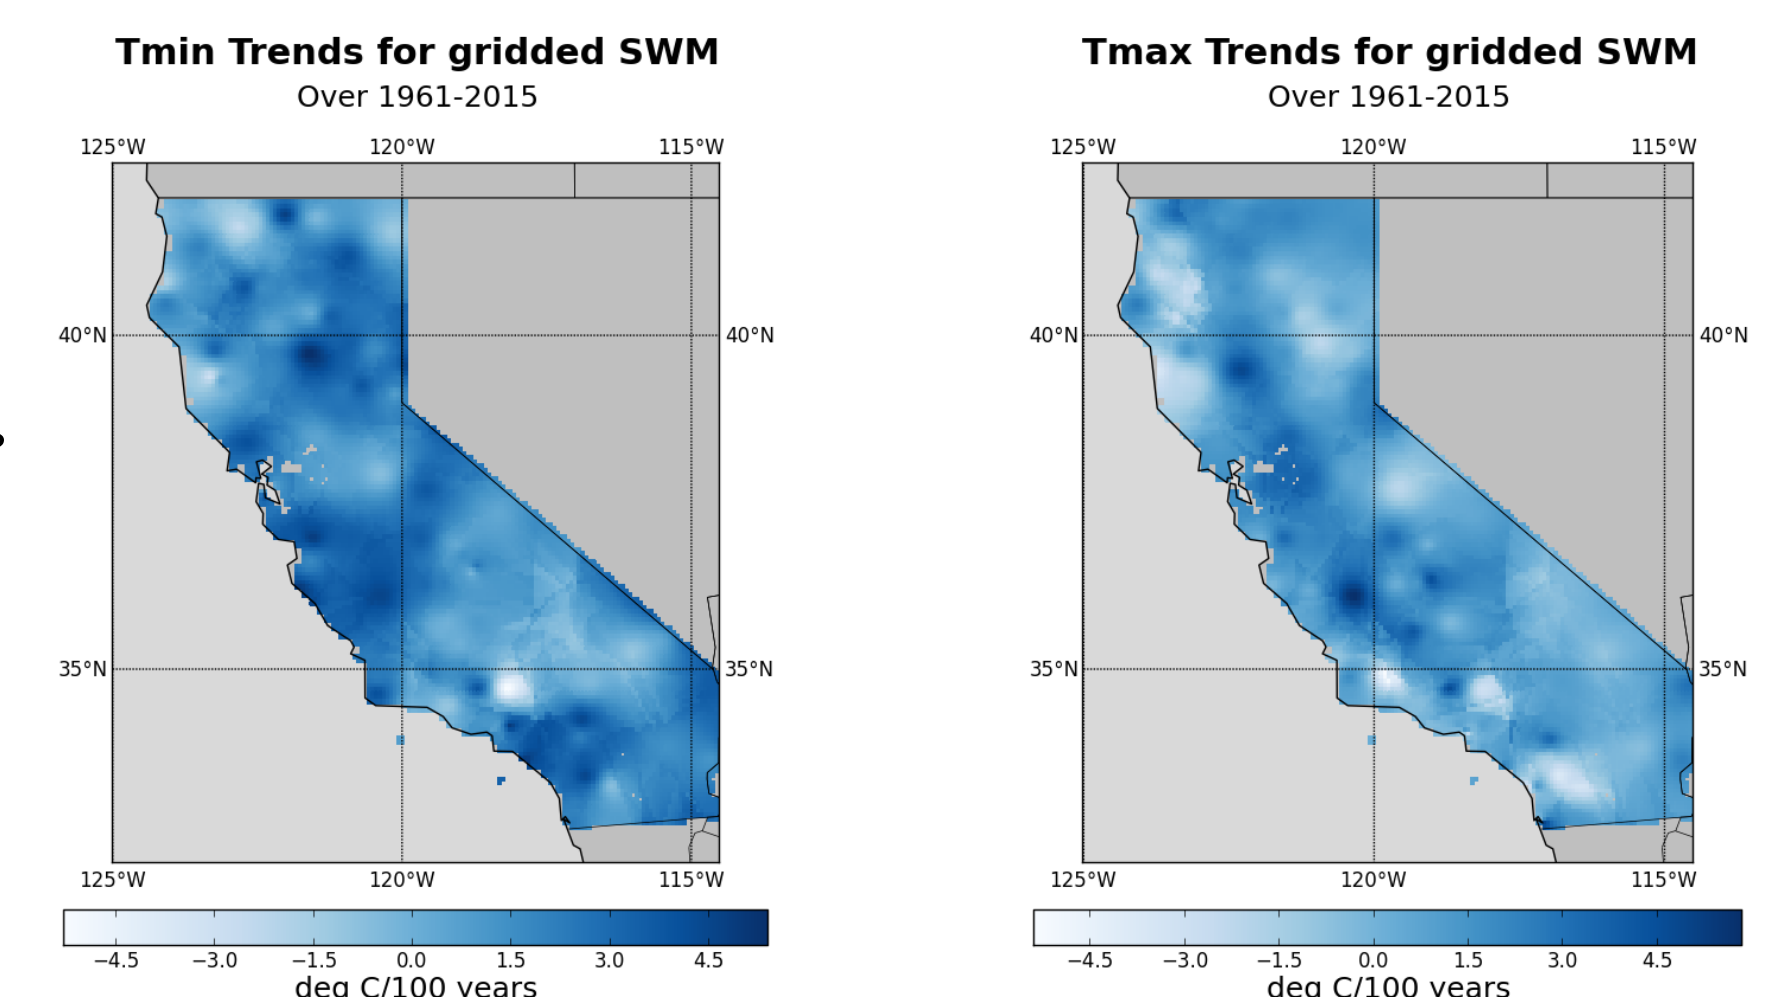 Tmin Trends for gridded SWM
Over 1961-2015
125°W 120°W 115°W
40°N 40°N
35°N 35°N
125°W 120°W 115°W
−4.5 −3.0 −1.5 0.0 1.5 3.0 4.5
deg C/100 years
Tmax Trends for gridded SWM
Over 1961-2015
125°W 120°W 115°W
40°N 40°N
35°N 35°N
125°W 120°W 115°W
−4.5 −3.0 −1.5 0.0 1.5 3.0 4.5
deg C/100 years